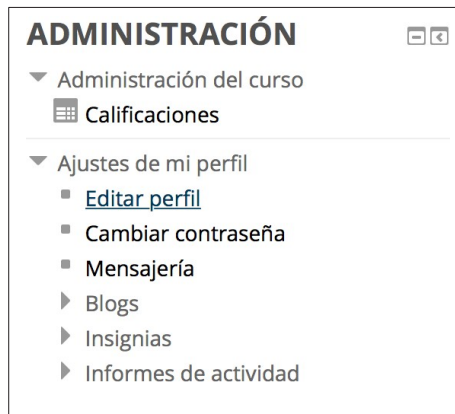 ADMINISTRACIÓN
Administración del curso
Calificaciones
Ajustes de mi perfil
Editar perfil
Cambiar contraseña
Mensajería
Blogs
Insignias
Informes de actividad